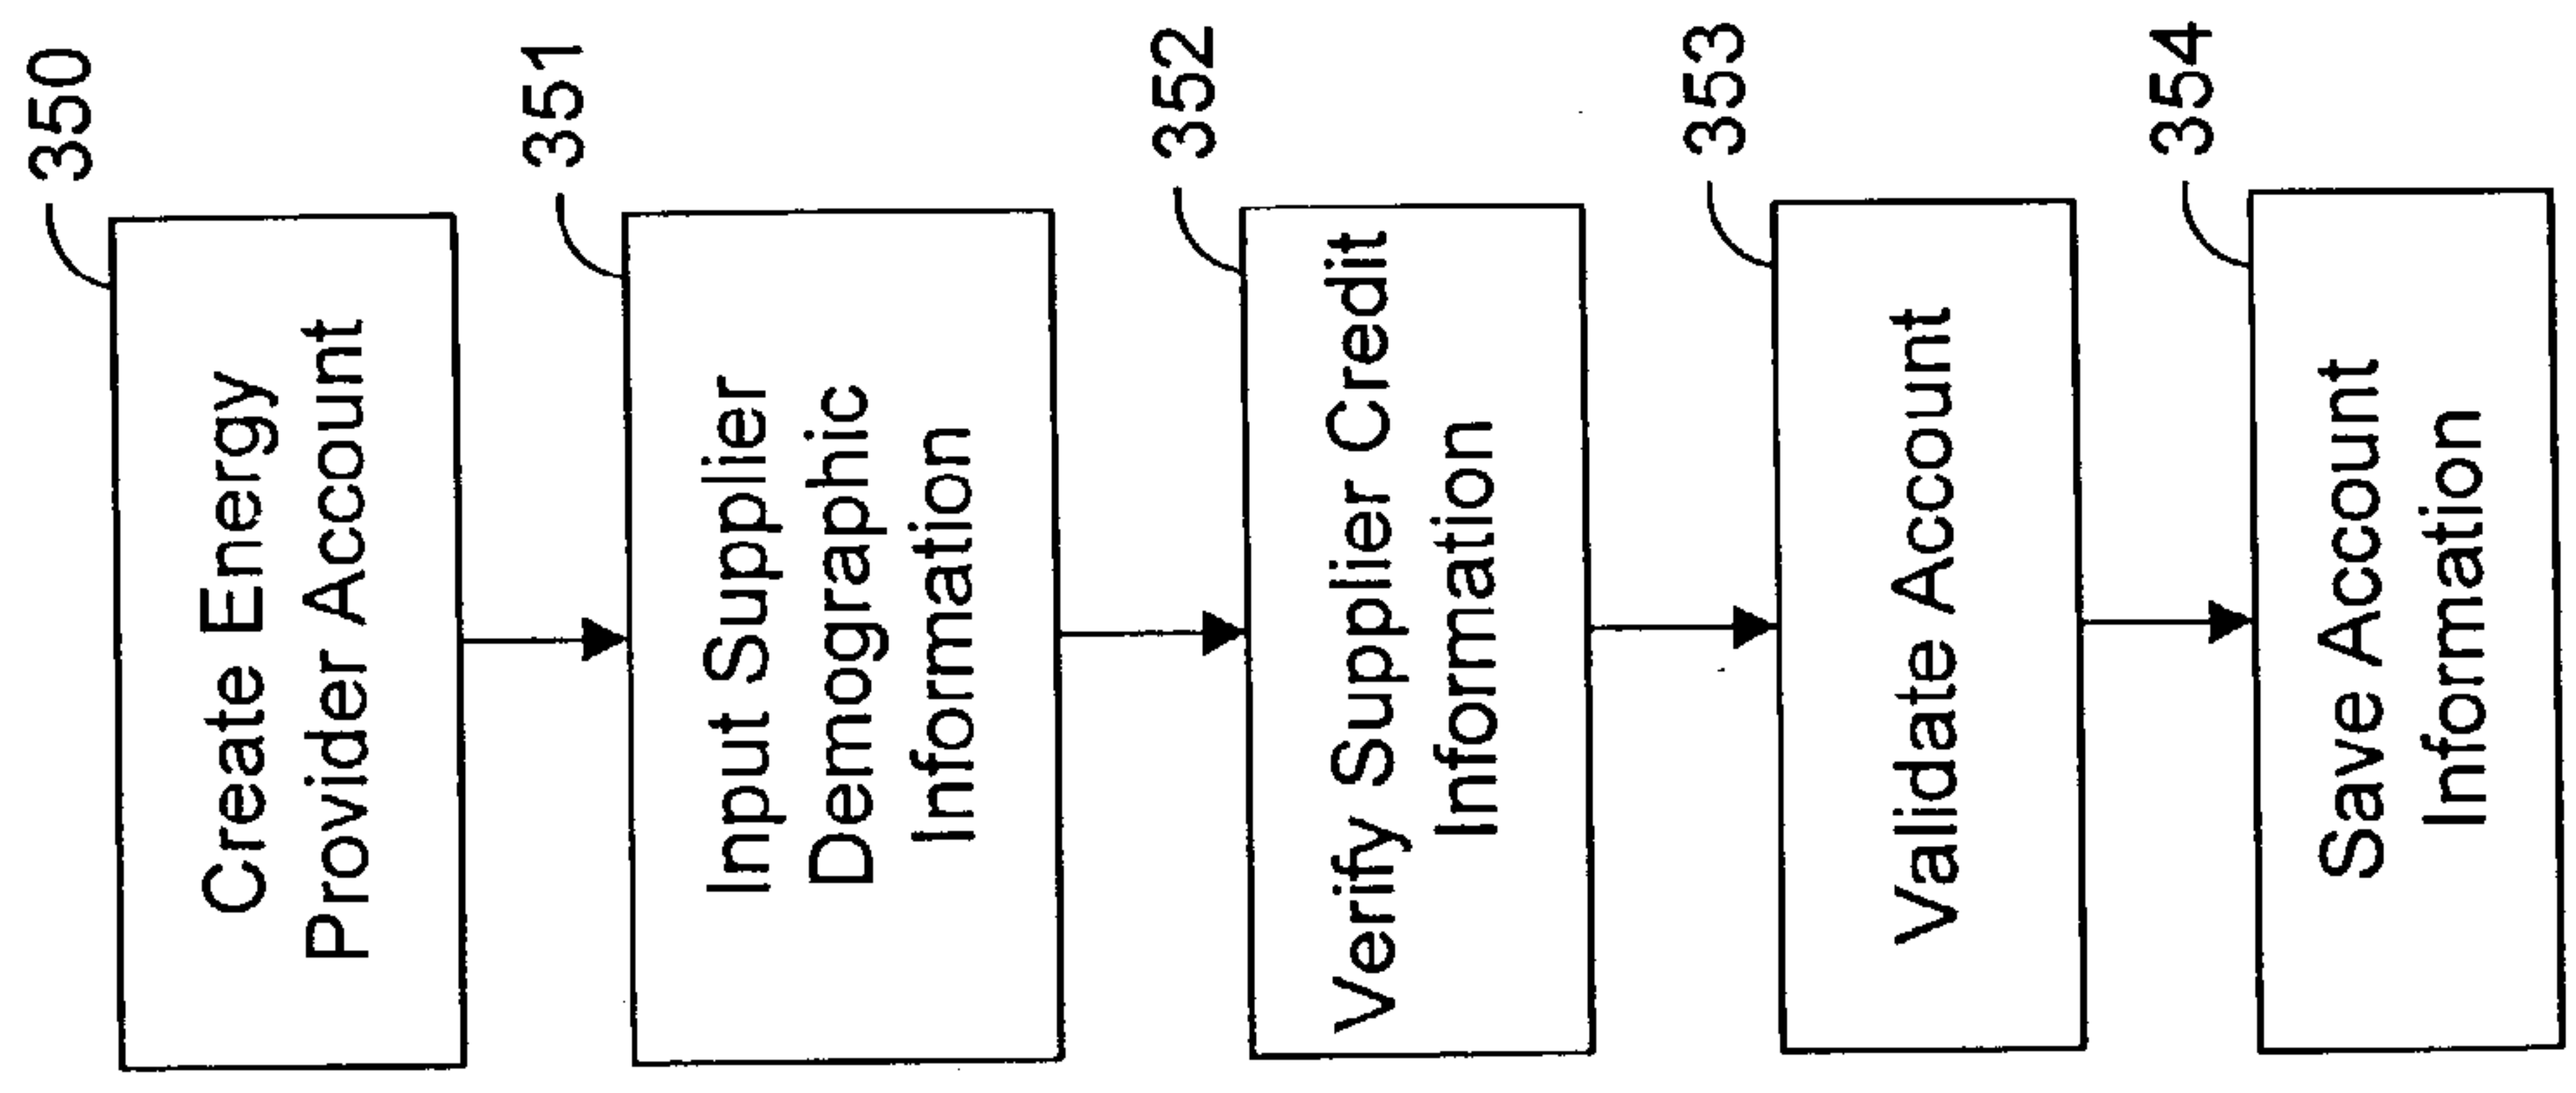 350
Create Energy
Provider Account
351
Input Supplier
Demographic
Information
352
Verify Supplier Credit
Information
353
Validate Account
354
Save Account
Information